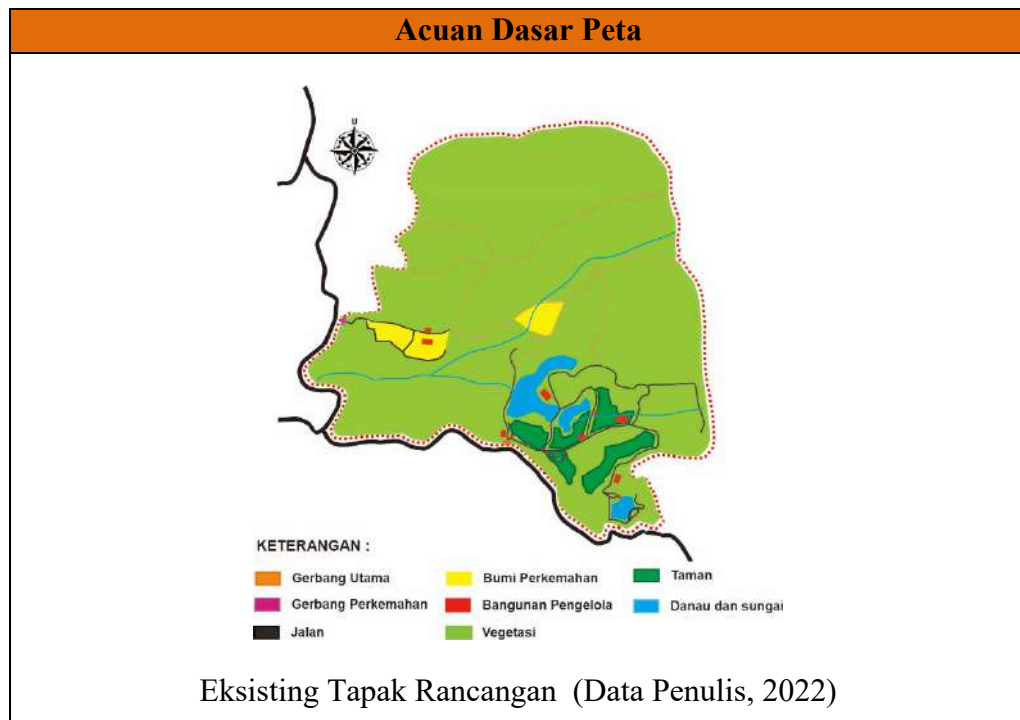 Acuan Dasar Peta
U
KETERANGAN :
Gerbang Utama
Bumi Perkemahan
Taman
Gerbang Perkemahan
Bangunan Pengelola
Danau dan sungai
Jalan
Vegetasi
Eksisting Tapak Rancangan (Data Penulis, 2022)